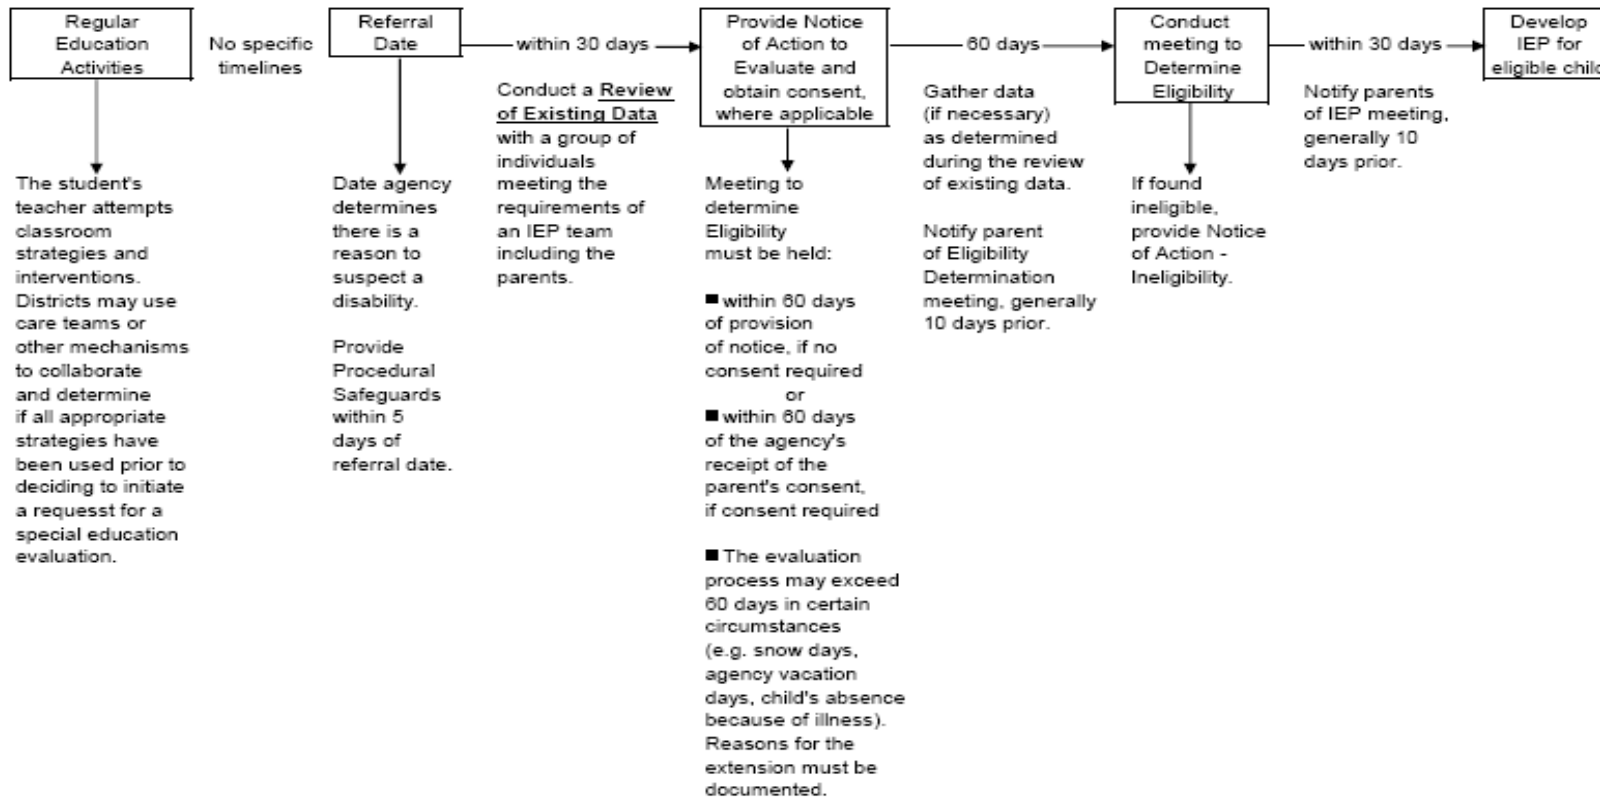 Regular
Education
Activities
No specific
timelines
Referral
Date
within 30 days
Provide Notice
of Action to
Evaluate and
obtain consent,
where applicable
60 days
Conduct
meeting to
Determine
Eligibility
within 30 days
Develop
IEP for
eligible child
The student's
teacher attempts
classroom
strategies and
interventions.
Districts may use
care teams or
other mechanisms
to collaborate
and determine
if all appropriate
strategies have
been used prior to
deciding to initiate
a requesst for a
special education
evaluation.
Date agency
determines
there is a
reason to
suspect a
disability.
Provide
Procedural
Safeguards
within 5
days of
referral date.
Conduct a Review
of Existing Data
with a group of
individuals
meeting the
requirements of
an IEP team
including the
parents.
Meeting to
determine
Eligibility
must be held:
■ within 60 days
of provision
of notice, if no
consent required
or
■ within 60 days
of the agency's
receipt of the
parent's consent,
if consent required
■ The evaluation
process may exceed
60 days in certain
circumstances
(e.g. snow days,
agency vacation
days, child's absence
because of illness).
Reasons for the
extension must be
documented.
Gather data
(if necessary)
as determined
during the review
of existing data.
Notify parent
of Eligibility
Determination
meeting, generally
10 days prior.
If found
ineligible,
provide Notice
of Action -
Ineligibility.
Notify parents
of IEP meeting,
generally 10
days prior.